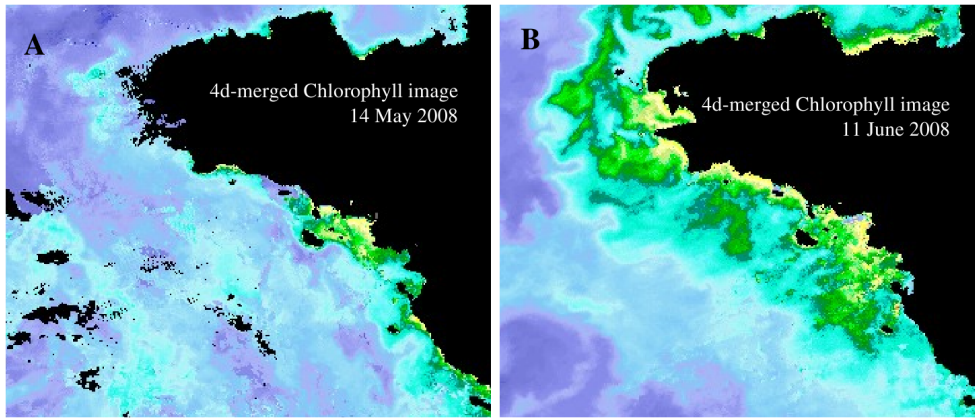 A
4d-merged Chlorophyll image
14 May 2008
B
4d-merged Chlorophyll image
11 June 2008